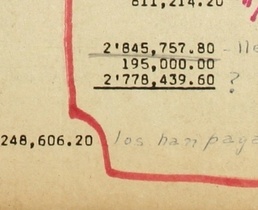 811,214.20
2'845,757.80
195,000.00
2'778,439.60 ?
248,606.20 los han paga